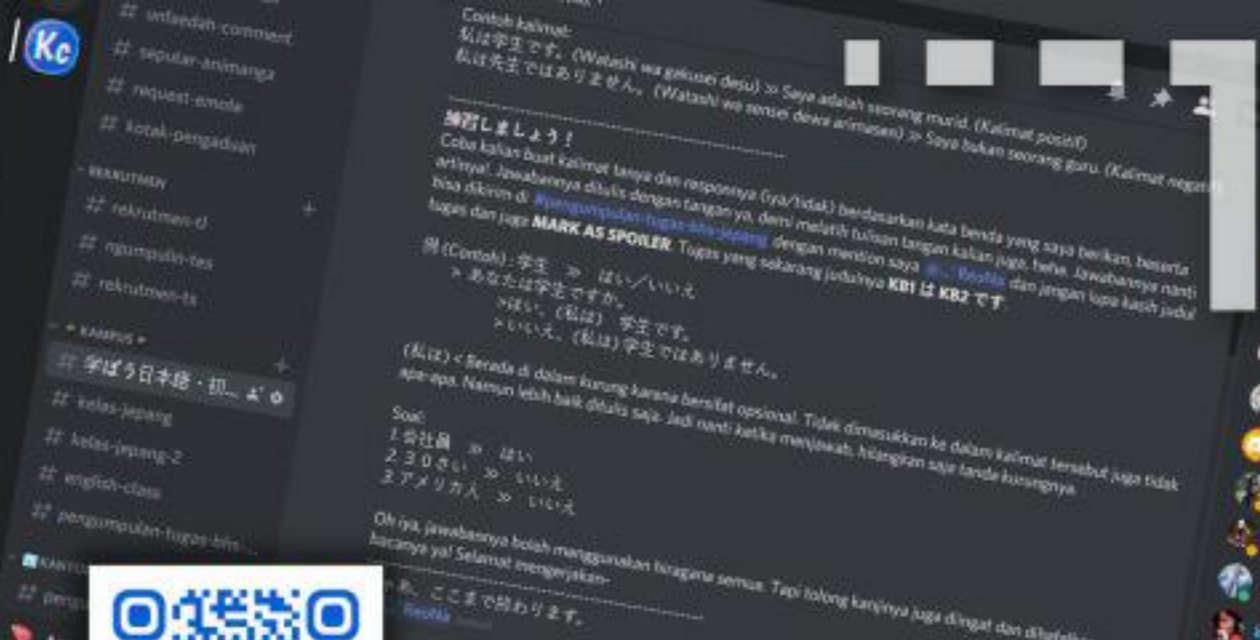 Kc
# unfaedah-comment
# seputar-animanga
# request-emote
# kotak-pengaduan
REKRUTMEN
# rekrutmen-tl
# ngumpulin-tes
# rekrutmen-ts
KAMPUS
# 学ぼう日本語・初...
# kelas-jepang
# kelas-jepang-2
# english-class
# pengumpulan-tugas-bhs-...
Contoh kalimat:
私は学生です。(Watashi wa gakusei desu) >> Saya adalah seorang murid. (Kalimat positif)
私は先生ではありません。(Watashi wa sensei dewa arimasen) >> Saya bukan seorang guru. (Kalimat negatif
練習しましょう!
Coba kalian buat kalimat tanya dan responnya (iya/tidak) berdasarkan kata benda yang saya berikan, beserta
artinya! Jawabannya ditulis dengan tangan ya, demi melatih tulisan tangan kalian juga, hehe. Jawabannya nanti
bisa dikirim di #pengumpulan-tugas-bhs-jepang dengan mention saya ReoNa dan jangan lupa kasih judul
tugas dan juga MARK AS SPOILER. Tugas yang sekarang judulnya KB1 は KB2 です
例 (Contoh) : 学生 >> はい/いいえ
> あなたは学生ですか。
>はい、(私は) 学生です。
>いいえ、(私は) 学生ではありません。
(私は) < Berada di dalam kurung karena bersifat opsional. Tidak dimasukkan ke dalam kalimat tersebut juga tidak
apa-apa. Namun lebih baik ditulis saja. Jadi nanti ketika menjawab, hilangkan saja tanda kurungnya.
Soal:
1.会社員 >> はい
2.30さい >> いいえ
3.アメリカ人 >> いいえ
Oh iya, jawabannya boleh menggunakan hiragana semua. Tapi tolong kanjinya juga diingat dan
bacanya ya! Selamat mengerjakan~
ここまで終わります。
ReoNa